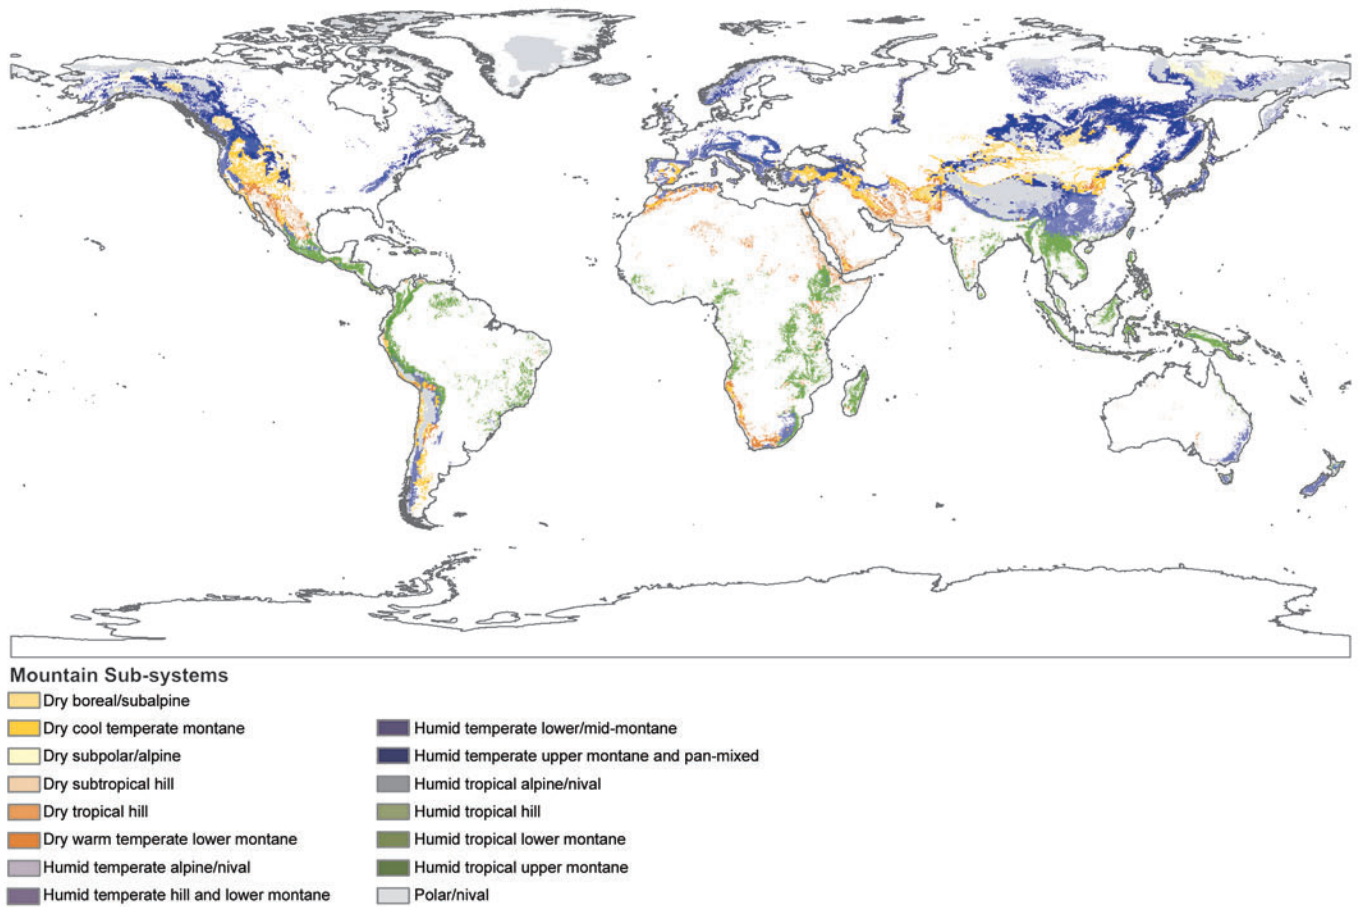 Mountain Sub-systems
Dry boreal/subalpine
Dry cool temperate montane
Dry subpolar/alpine
Dry subtropical hill
Dry tropical hill
Dry warm temperate lower montane
Humid temperate alpine/nival
Humid temperate hill and lower montane
Humid temperate lower/mid-montane
Humid temperate upper montane and pan-mixed
Humid tropical alpine/nival
Humid tropical hill
Humid tropical lower montane
Humid tropical upper montane
Polar/nival